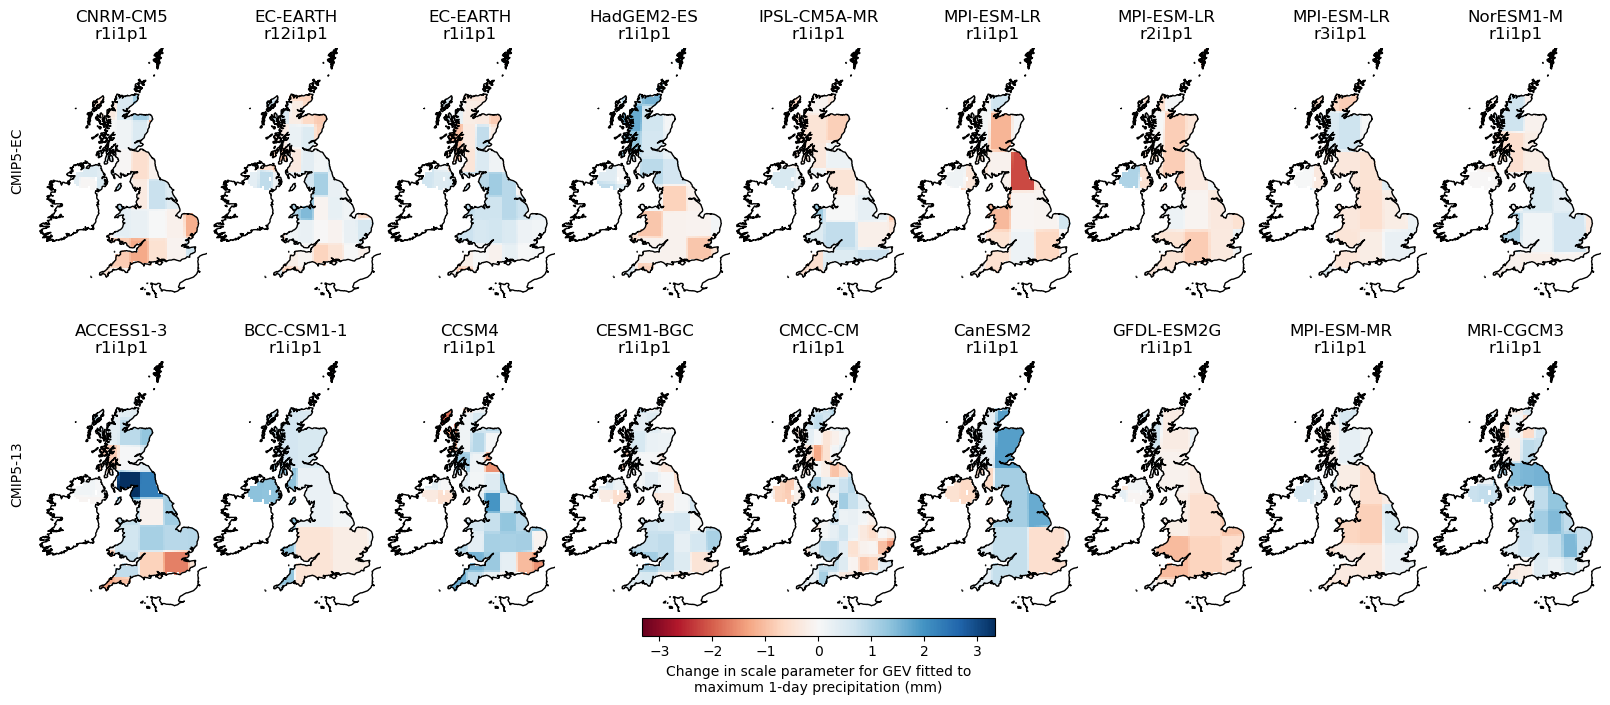 CNRM-CM5 EC-EARTH EC-EARTH HadGEM2-ES IPSL-CM5A-MR MPI-ESM-LR MPI-ESM-LR MPI-ESM-LR NorESM1-M
r1i1p1 r12i1p1 r1i1p1 r1i1p1 r1i1p1 r1i1p1 r2i1p1 r3i1p1 r1i1p1
CMIP5-EC
ACCESS1-3 BCC-CSM1-1 CCSM4 CESM1-BGC CMCC-CM CanESM2 GFDL-ESM2G MPI-ESM-MR MRI-CGCM3
r1i1p1 r1i1p1 r1i1p1 r1i1p1 r1i1p1 r1i1p1 r1i1p1 r1i1p1 r1i1p1
CMIP5-13
−3 −2 −1 0 1 2 3
Change in scale parameter for GEV fitted to
maximum 1-day precipitation (mm)